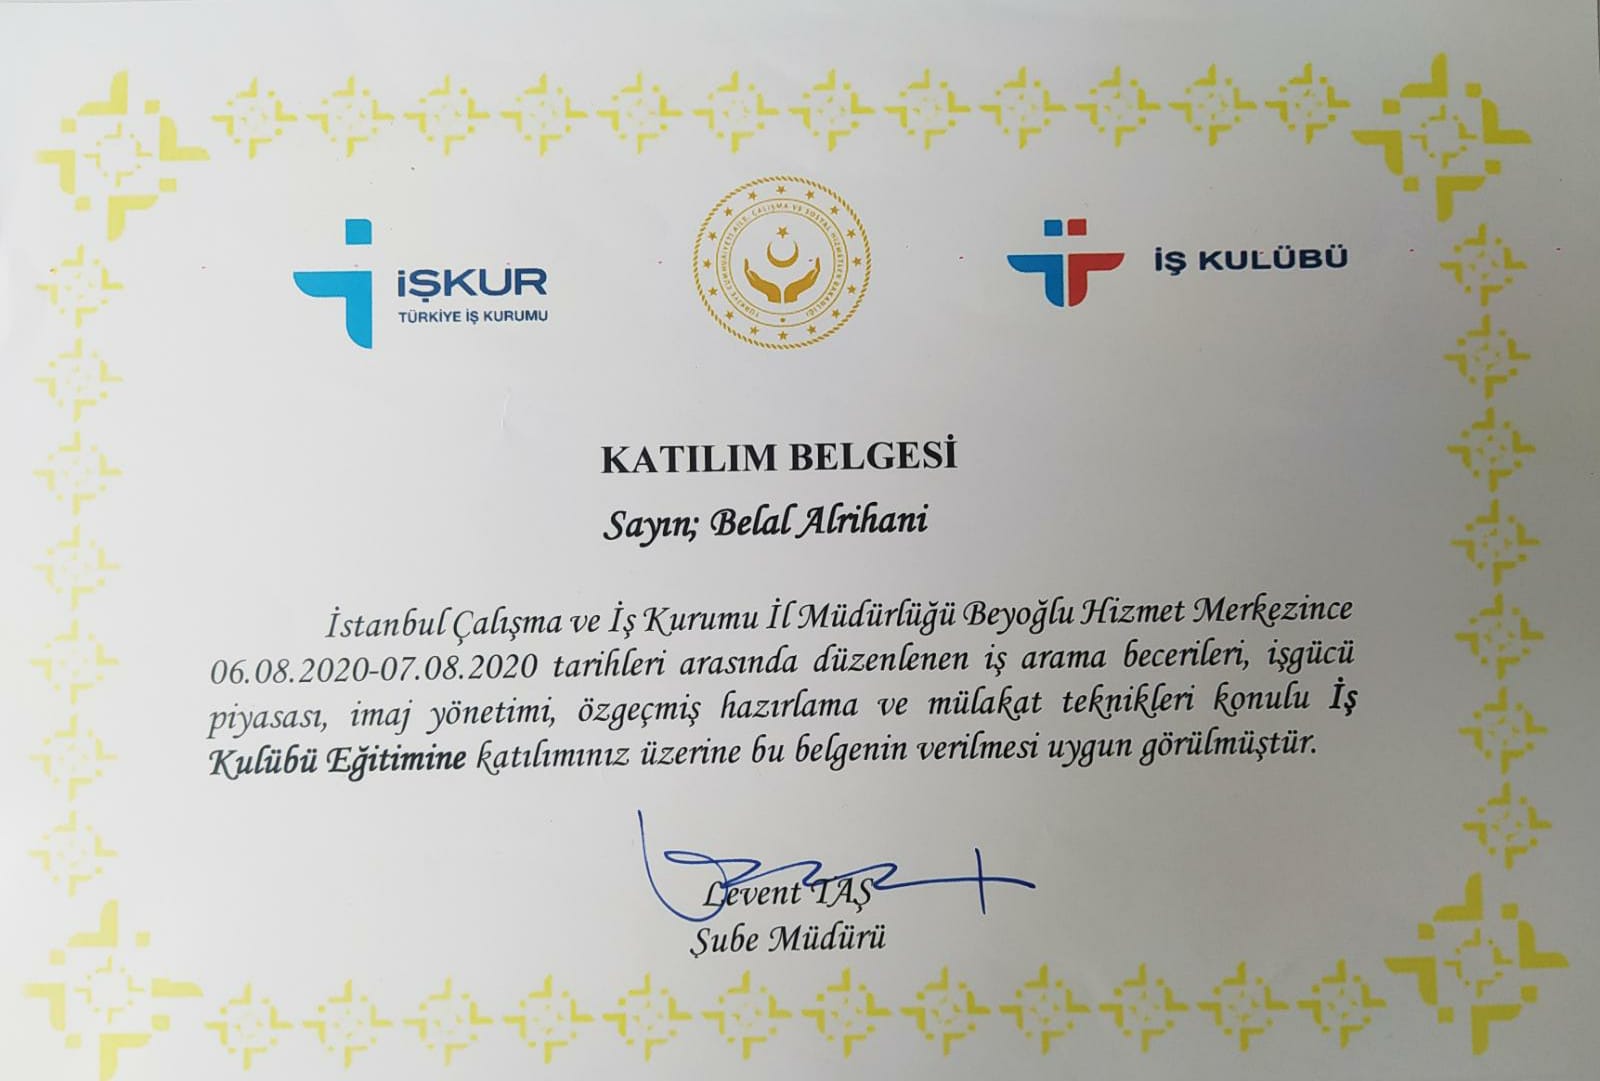 İŞKUR
TÜRKİYE İŞ KURUMU
TÜRKİYE CUMHURİYETİ AİLE, ÇALIŞMA VE SOSYAL HİZMETLER BAKANLIĞI
İŞ KULÜBÜ
KATILIM BELGESİ
Sayın; Belal Alrihani
İstanbul Çalışma ve İş Kurumu İl Müdürlüğü Beyoğlu Hizmet Merkezince
06.08.2020-07.08.2020 tarihleri arasında düzenlenen iş arama becerileri, işgücü
piyasası, imaj yönetimi, özgeçmiş hazırlama ve mülakat teknikleri konulu İş
Kulübü Eğitimine katılımınız üzerine bu belgenin verilmesi uygun görülmüştür.
Levent TAŞ
Şube Müdürü